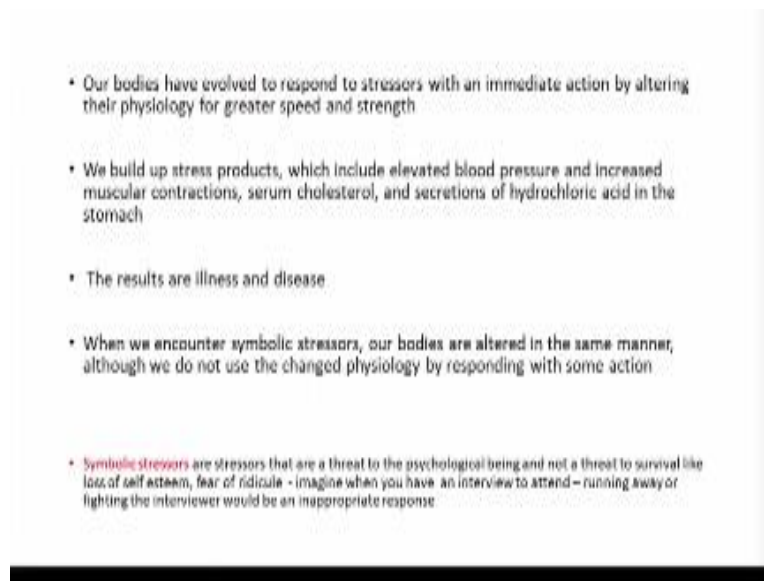 • Our bodies have evolved to respond to stressors with an immediate action by altering
their physiology for greater speed and strength
• We build up stress products, which include elevated blood pressure and increased
muscular contractions, serum cholesterol, and secretions of hydrochloric acid in the
stomach
• The results are illness and disease
• When we encounter symbolic stressors, our bodies are altered in the same manner,
although we do not use the changed physiology by responding with some action
• Symbolic stressors are stressors that are a threat to the psychological being and not a threat to survival like
loss of self esteem, fear of ridicule - imagine when you have an interview to attend – running away or
fighting the interviewer would be an inappropriate response